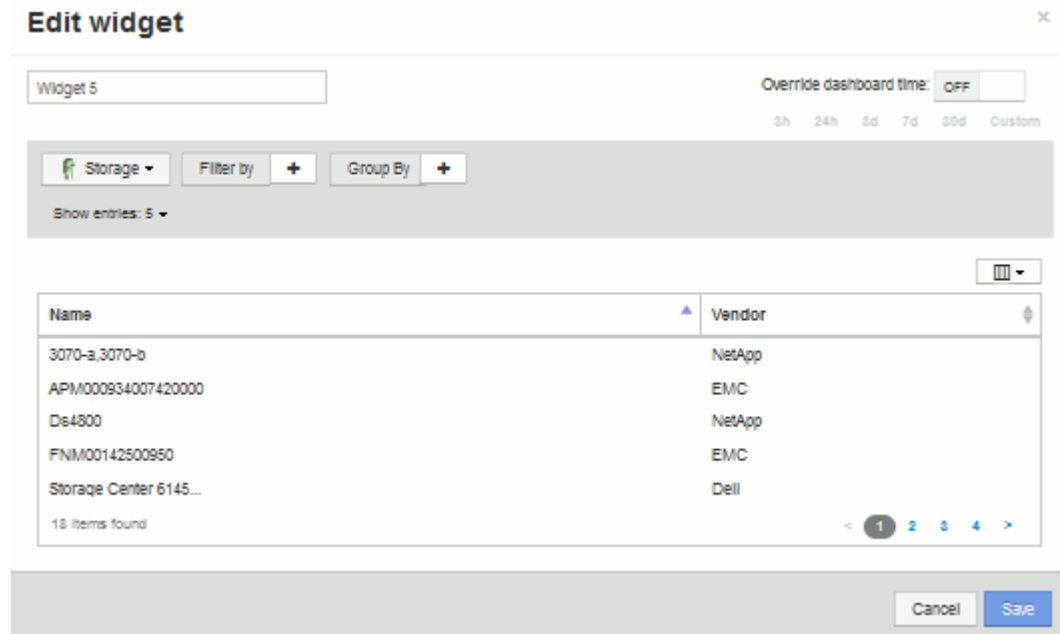 Edit widget ×
Widget 5
Override dashboard time: OFF
3h 24h 3d 7d 30d Custom
Storage Filter by + Group By +
Show entries: 5
Name Vendor
3070-a,3070-b NetApp
APM000934007420000 EMC
Ds4800 NetApp
FNM00142500950 EMC
Storage Center 6145... Dell
18 items found < 1 2 3 4 >
Cancel Save